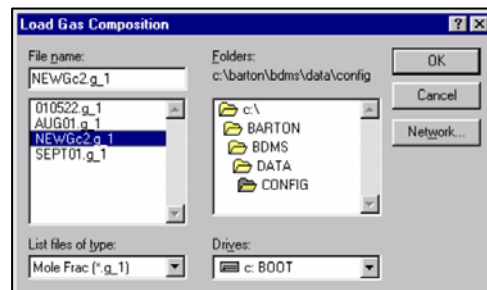 Load Gas Composition
File name:
NEWGc2.g_1
010522.g_1
AUG01.g_1
NEWGc2.g_1
SEPT01.g_1
List files of type:
Mole Frac (*.g_1)
Folders:
c:\barton\bdms\data\config
c:\
BARTON
BDMS
DATA
CONFIG
Drives:
c: BOOT
OK
Cancel
Network...